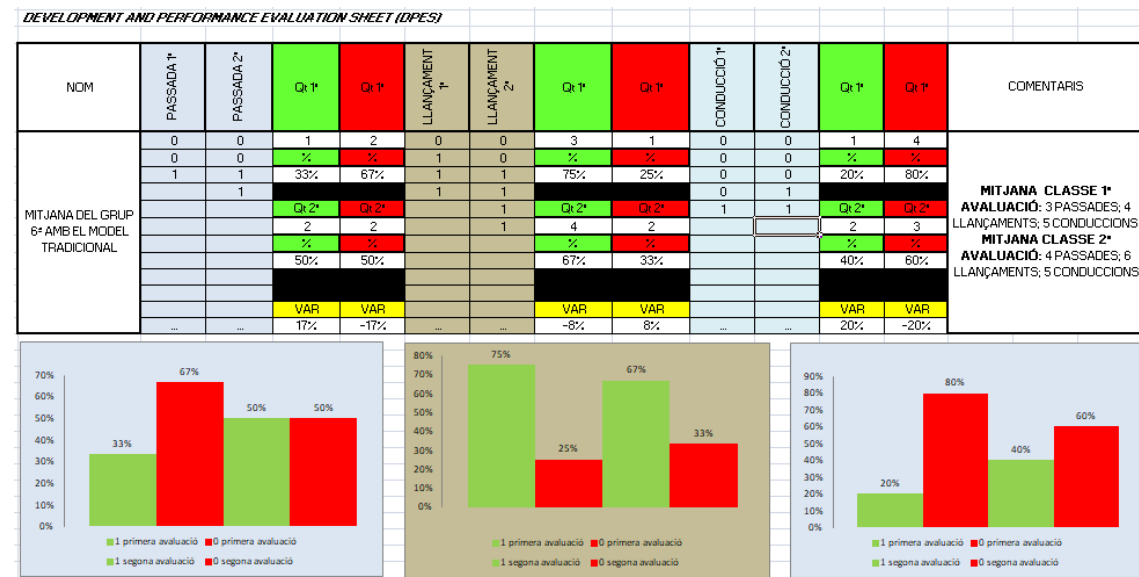 DEVELOPMENT AND PERFORMANCE EVALUATION SHEET (DPES)
NOM PASSADA 1ª PASSADA 2ª Qt 1ª Qt 1ª LLANÇAMENT 1ª LLANÇAMENT 2ª Qt 1ª Qt 1ª CONDUCCIÓ 1ª CONDUCCIÓ 2ª Qt 1ª Qt 1ª COMENTARIS
0 0 1 2 0 0 3 1 0 0 1 4
0 0 % % 1 0 % % 0 0 % %
1 1 33% 67% 1 1 75% 25% 0 0 20% 80%
1 1 1 0 1
Qt 2ª Qt 2ª 1 Qt 2ª Qt 2ª 1 1 Qt 2ª Qt 2ª
2 2 1 4 2 2 3
% % % % % %
50% 50% 67% 33% 40% 60%
VAR VAR VAR VAR VAR VAR
... ... 17% -17% ... ... -8% 8% ... ... 20% -20%
MITJANA DEL GRUP
6ª AMB EL MODEL
TRADICIONAL
MITJANA CLASSE 1ª
AVALUACIÓ: 3 PASSADES; 4
LLANÇAMENTS; 5 CONDUCCIONS
MITJANA CLASSE 2ª
AVALUACIÓ: 4 PASSADES; 6
LLANÇAMENTS; 5 CONDUCCIONS
70%
60%
50%
40%
30%
20%
10%
0%
33% 67% 50% 50%
1 primera avaluació 0 primera avaluació
1 segona avaluació 0 segona avaluació
80%
70%
60%
50%
40%
30%
20%
10%
0%
75% 25% 67% 33%
1 primera avaluació 0 primera avaluació
1 segona avaluació 0 segona avaluació
90%
80%
70%
60%
50%
40%
30%
20%
10%
0%
20% 80% 40% 60%
1 primera avaluació 0 primera avaluació
1 segona avaluació 0 segona avaluació